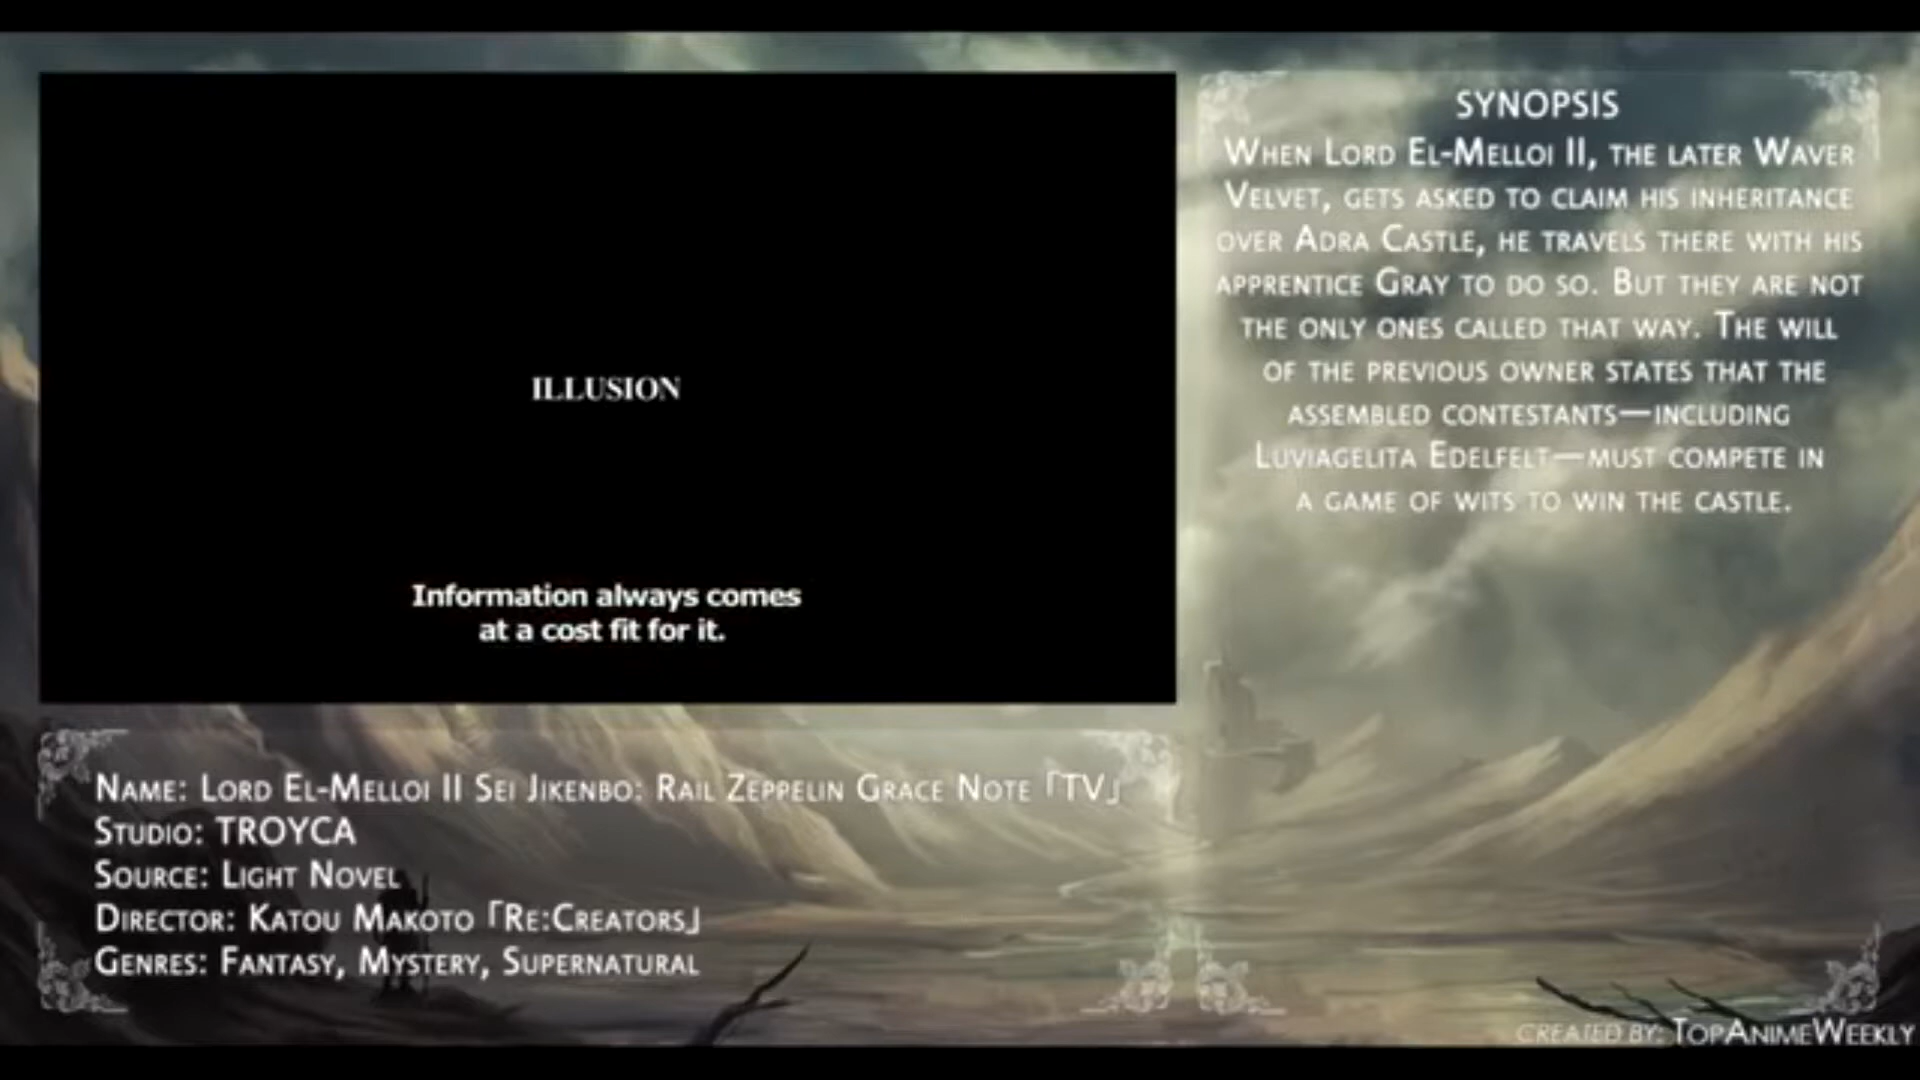 ILLUSION
Information always comes
at a cost fit for it.
SYNOPSIS
When Lord El-Melloi II, the later Waver
Velvet, gets asked to claim his inheritance
over Adra Castle, he travels there with his
apprentice Gray to do so. But they are not
the only ones called that way. The will
of the previous owner states that the
assembled contestants—including
Luviagelita Edelfelt—must compete in
a game of wits to win the castle.
Name: Lord El-Melloi II Sei Jikenbo: Rail Zeppelin Grace Note「TV」
Studio: TROYCA
Source: Light Novel
Director: Katou Makoto「Re:Creators」
Genres: Fantasy, Mystery, Supernatural
CREATED BY: TopAnimeWeekly